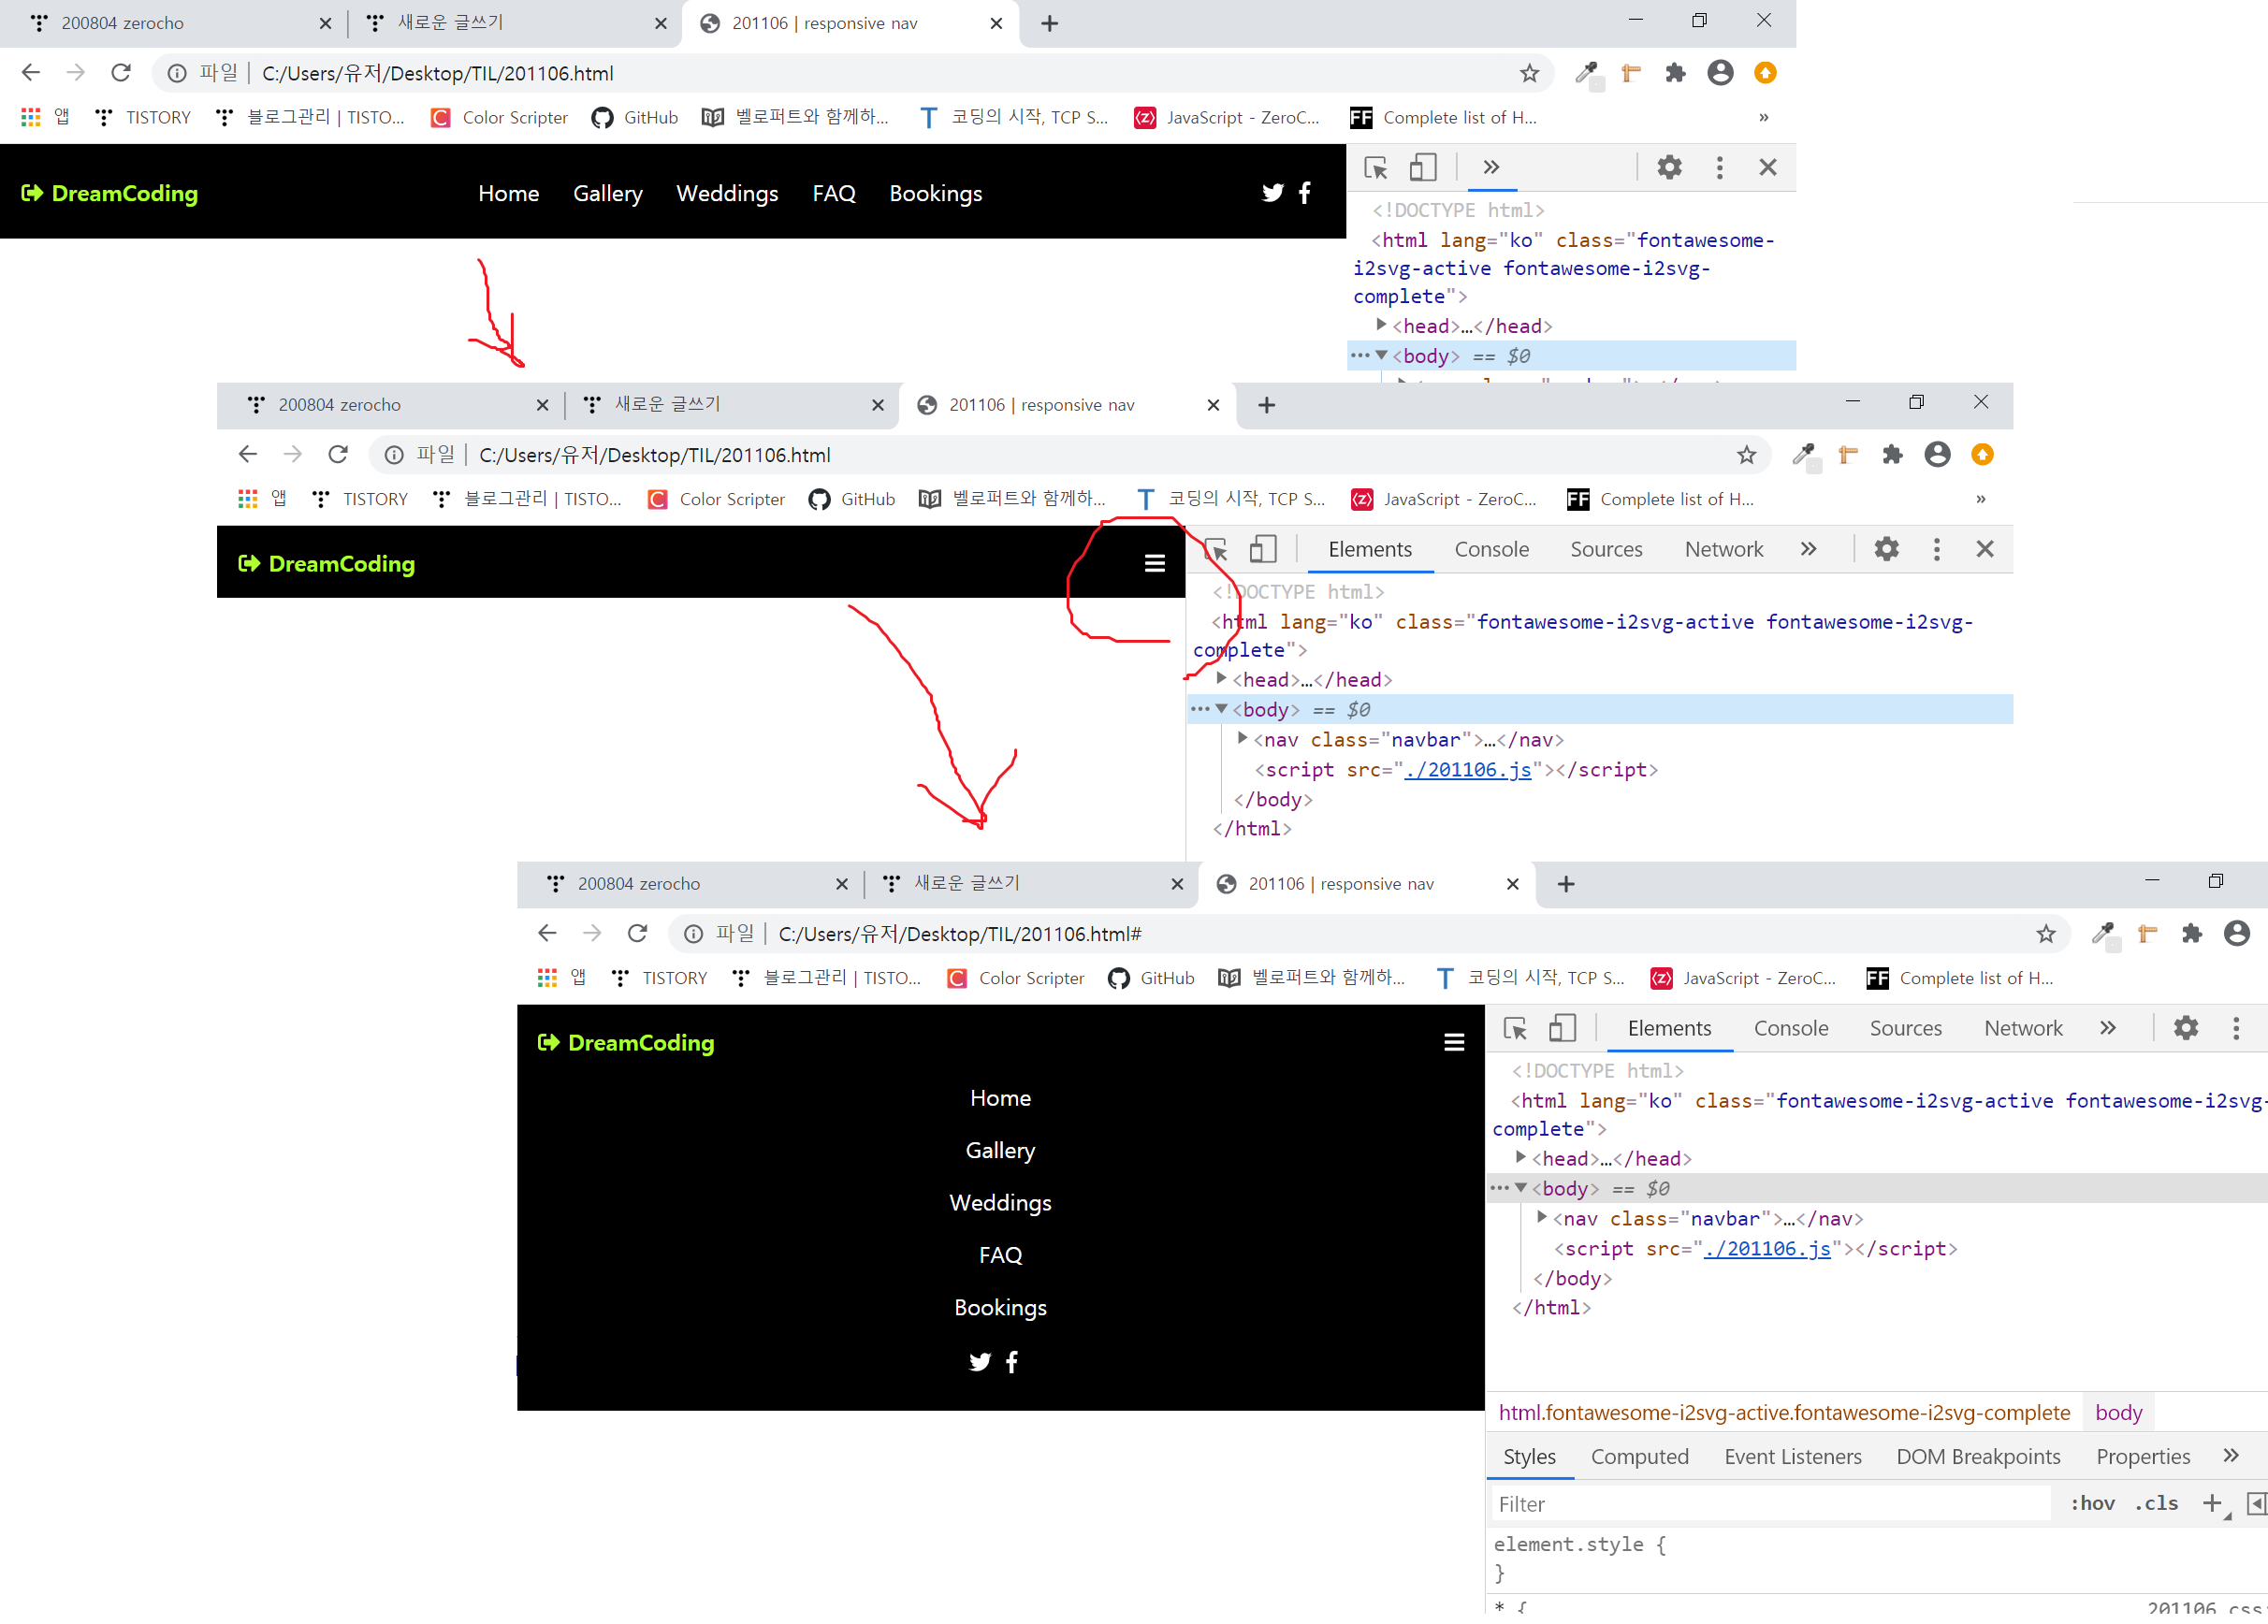 200804 zerocho
새로운 글쓰기
201106 | responsive nav
파일
C:/Users/유저/Desktop/TIL/201106.html
앱
TISTORY
블로그관리 | TISTO...
Color Scripter
GitHub
벨로퍼트와 함께하...
코딩의 시작, TCP S...
JavaScript - ZeroC...
FF Complete list of H...
»
DreamCoding
Home Gallery Weddings FAQ Bookings
<!DOCTYPE html>
<html lang="ko" class="fontawesome-
i2svg-active fontawesome-i2svg-
complete">
<head>…</head>
<body> == $0
200804 zerocho
새로운 글쓰기
201106 | responsive nav
파일
C:/Users/유저/Desktop/TIL/201106.html
앱
TISTORY
블로그관리 | TISTO...
Color Scripter
GitHub
벨로퍼트와 함께하...
코딩의 시작, TCP S...
JavaScript - ZeroC...
FF Complete list of H...
»
DreamCoding
Elements Console Sources Network »
<!DOCTYPE html>
<html lang="ko" class="fontawesome-i2svg-active fontawesome-i2svg-
complete">
<head>…</head>
<body> == $0
<nav class="navbar">…</nav>
<script src="./201106.js"></script>
</body>
</html>
200804 zerocho
새로운 글쓰기
201106 | responsive nav
파일
C:/Users/유저/Desktop/TIL/201106.html#
앱
TISTORY
블로그관리 | TISTO...
Color Scripter
GitHub
벨로퍼트와 함께하...
코딩의 시작, TCP S...
JavaScript - ZeroC...
FF Complete list of H...
DreamCoding
Home
Gallery
Weddings
FAQ
Bookings
Elements Console Sources Network »
<!DOCTYPE html>
<html lang="ko" class="fontawesome-i2svg-active fontawesome-i2svg-
complete">
<head>…</head>
<body> == $0
<nav class="navbar">…</nav>
<script src="./201106.js"></script>
</body>
</html>
html.fontawesome-i2svg-active.fontawesome-i2svg-complete body
Styles Computed Event Listeners DOM Breakpoints Properties »
Filter :hov .cls +
element.style {
}
* { 201106.css